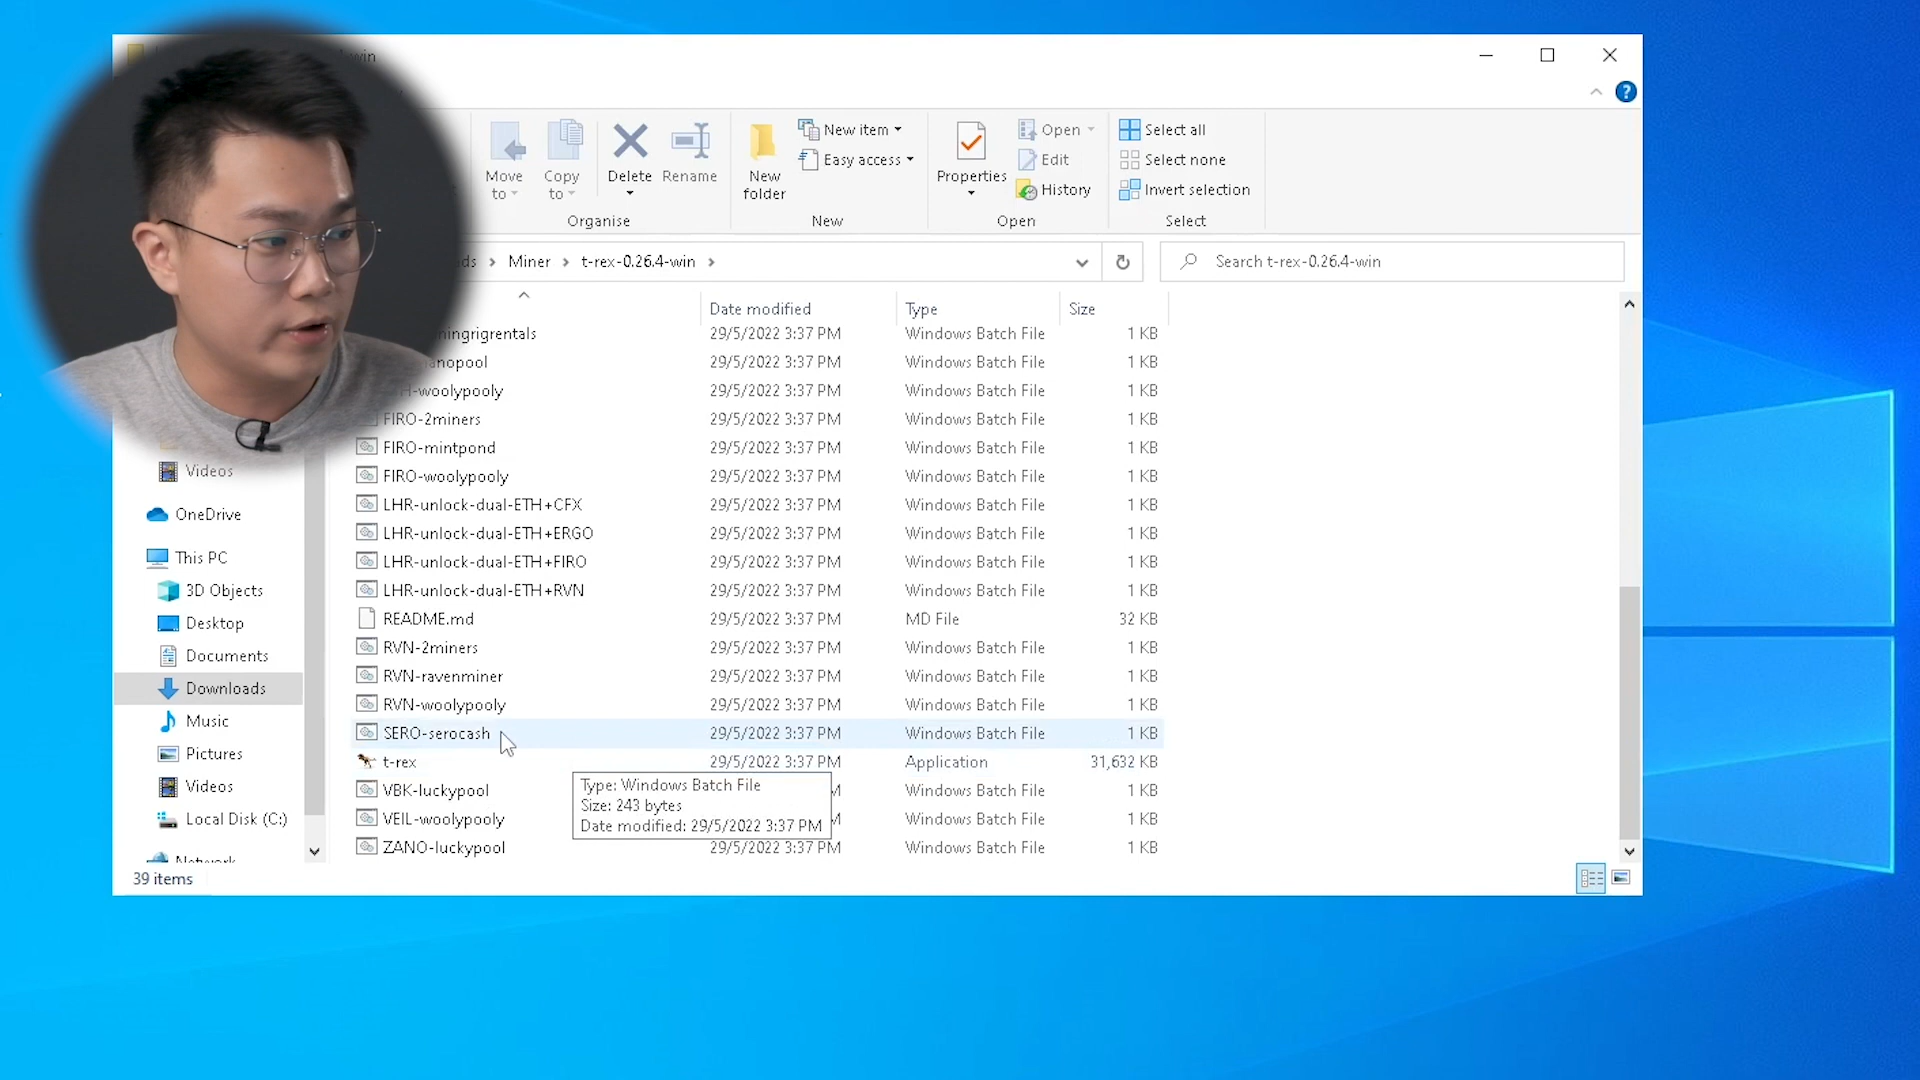 win
Move to
Copy to
Delete
Rename
Organise
New folder
New item
Easy access
New
Properties
Open
Edit
History
Open
Select all
Select none
Invert selection
Select
Miner
t-rex-0.26.4-win
Search t-rex-0.26.4-win
Date modified
Type
Size
29/5/2022 3:37 PM Windows Batch File 1 KB
29/5/2022 3:37 PM Windows Batch File 1 KB
woolypooly 29/5/2022 3:37 PM Windows Batch File 1 KB
FIRO-2miners 29/5/2022 3:37 PM Windows Batch File 1 KB
FIRO-mintpond 29/5/2022 3:37 PM Windows Batch File 1 KB
FIRO-woolypooly 29/5/2022 3:37 PM Windows Batch File 1 KB
LHR-unlock-dual-ETH+CFX 29/5/2022 3:37 PM Windows Batch File 1 KB
LHR-unlock-dual-ETH+ERGO 29/5/2022 3:37 PM Windows Batch File 1 KB
LHR-unlock-dual-ETH+FIRO 29/5/2022 3:37 PM Windows Batch File 1 KB
LHR-unlock-dual-ETH+RVN 29/5/2022 3:37 PM Windows Batch File 1 KB
README.md 29/5/2022 3:37 PM MD File 32 KB
RVN-2miners 29/5/2022 3:37 PM Windows Batch File 1 KB
RVN-ravenminer 29/5/2022 3:37 PM Windows Batch File 1 KB
RVN-woolypooly 29/5/2022 3:37 PM Windows Batch File 1 KB
SERO-serocash 29/5/2022 3:37 PM Windows Batch File 1 KB
t-rex 29/5/2022 3:37 PM Application 31,632 KB
VBK-luckypool Windows Batch File 1 KB
VEIL-woolypooly Windows Batch File 1 KB
ZANO-luckypool 29/5/2022 3:37 PM Windows Batch File 1 KB
Type: Windows Batch File
Size: 243 bytes
Date modified: 29/5/2022 3:37 PM
Videos
OneDrive
This PC
3D Objects
Desktop
Documents
Downloads
Music
Pictures
Videos
Local Disk (C:)
Network
39 items